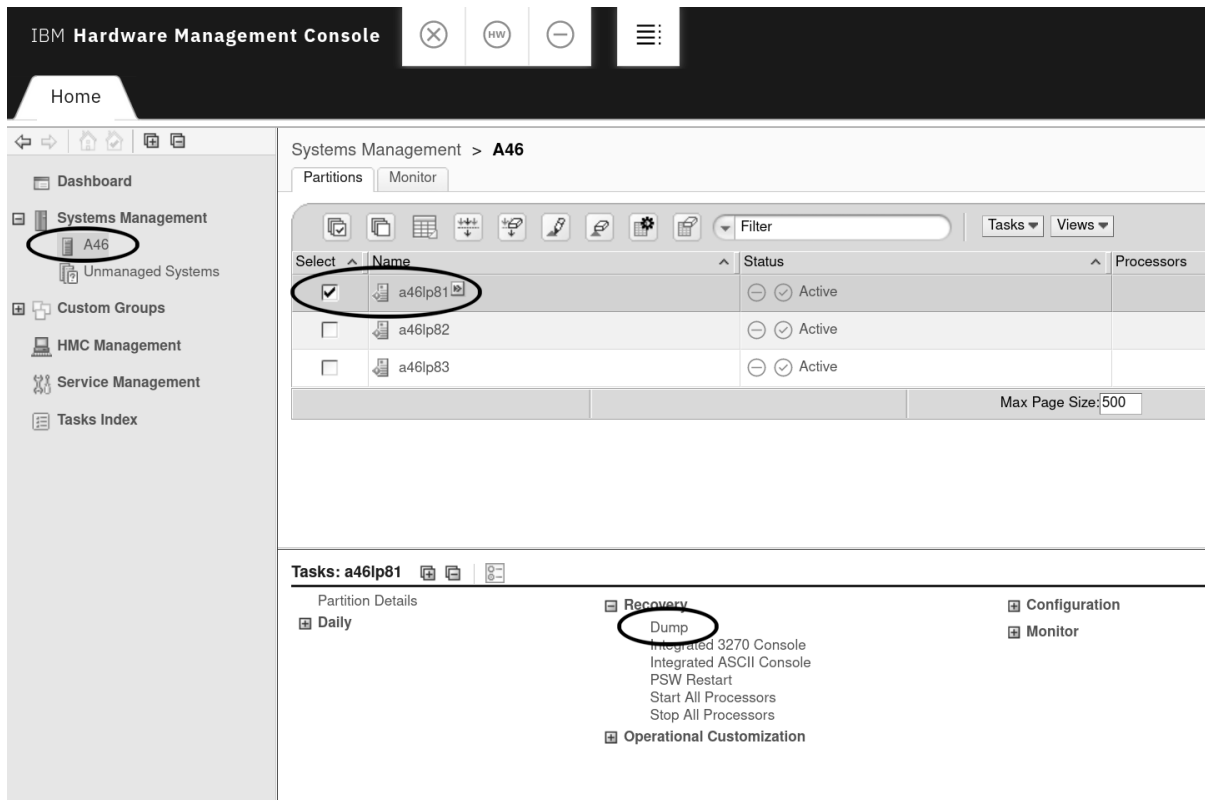 IBM Hardware Management Console
HW
Home
Dashboard
Systems Management
A46
Unmanaged Systems
Custom Groups
HMC Management
Service Management
Tasks Index
Systems Management > A46
Partitions Monitor
Filter Tasks Views
Select Name Status Processors
a46lp81 Active
a46lp82 Active
a46lp83 Active
Max Page Size: 500
Tasks: a46lp81
Partition Details
Daily
Recovery
Dump
Integrated 3270 Console
Integrated ASCII Console
PSW Restart
Start All Processors
Stop All Processors
Operational Customization
Configuration
Monitor